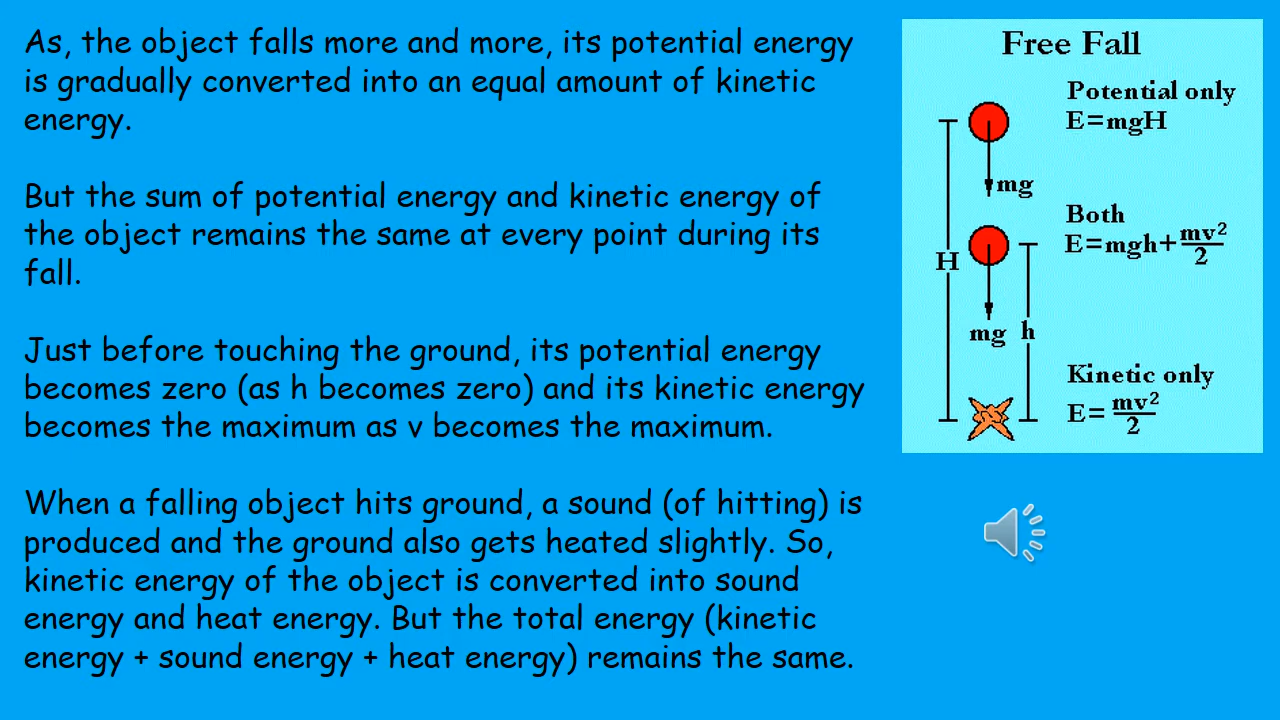 As, the object falls more and more, its potential energy
is gradually converted into an equal amount of kinetic
energy.
But the sum of potential energy and kinetic energy of
the object remains the same at every point during its
fall.
Just before touching the ground, its potential energy
becomes zero (as h becomes zero) and its kinetic energy
becomes the maximum as v becomes the maximum.
When a falling object hits ground, a sound (of hitting) is
produced and the ground also gets heated slightly. So,
kinetic energy of the object is converted into sound
energy and heat energy. But the total energy (kinetic
energy + sound energy + heat energy) remains the same.
Free Fall
Potential only
E=mgH
mg
Both
E=mgh+mv²/2
H
mg h
Kinetic only
E=mv²/2